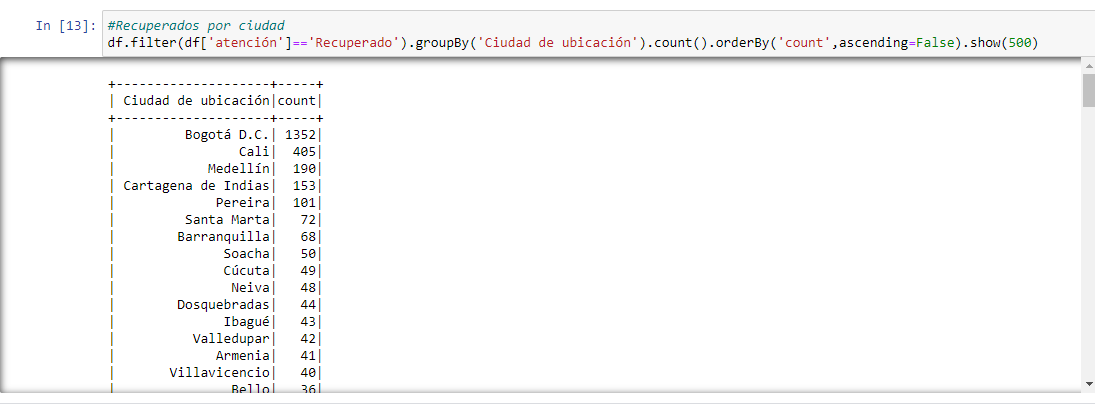 In [13]: #Recuperados por ciudad
df.filter(df['atención']=='Recuperado').groupBy('Ciudad de ubicación').count().orderBy('count',ascending=False).show(500)
+--------------------+-----+
| Ciudad de ubicación|count|
+--------------------+-----+
|         Bogotá D.C.| 1352|
|                Cali|  405|
|            Medellín|  190|
| Cartagena de Indias|  153|
|             Pereira|  101|
|         Santa Marta|   72|
|        Barranquilla|   68|
|              Soacha|   50|
|              Cúcuta|   49|
|               Neiva|   48|
|        Dosquebradas|   44|
|              Ibagué|   43|
|          Valledupar|   42|
|             Armenia|   41|
|       Villavicencio|   40|
|               Bello|   36|